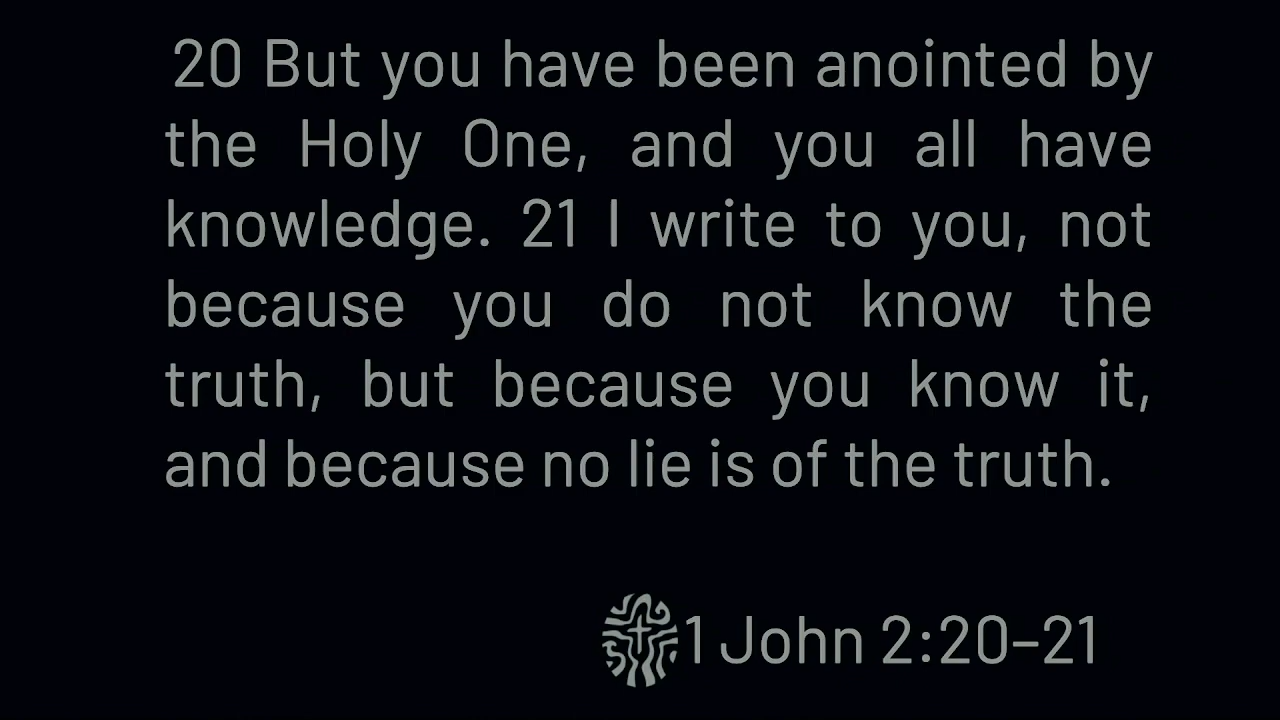 20 But you have been anointed by
the Holy One, and you all have
knowledge. 21 I write to you, not
because you do not know the
truth, but because you know it,
and because no lie is of the truth.
1 John 2:20–21